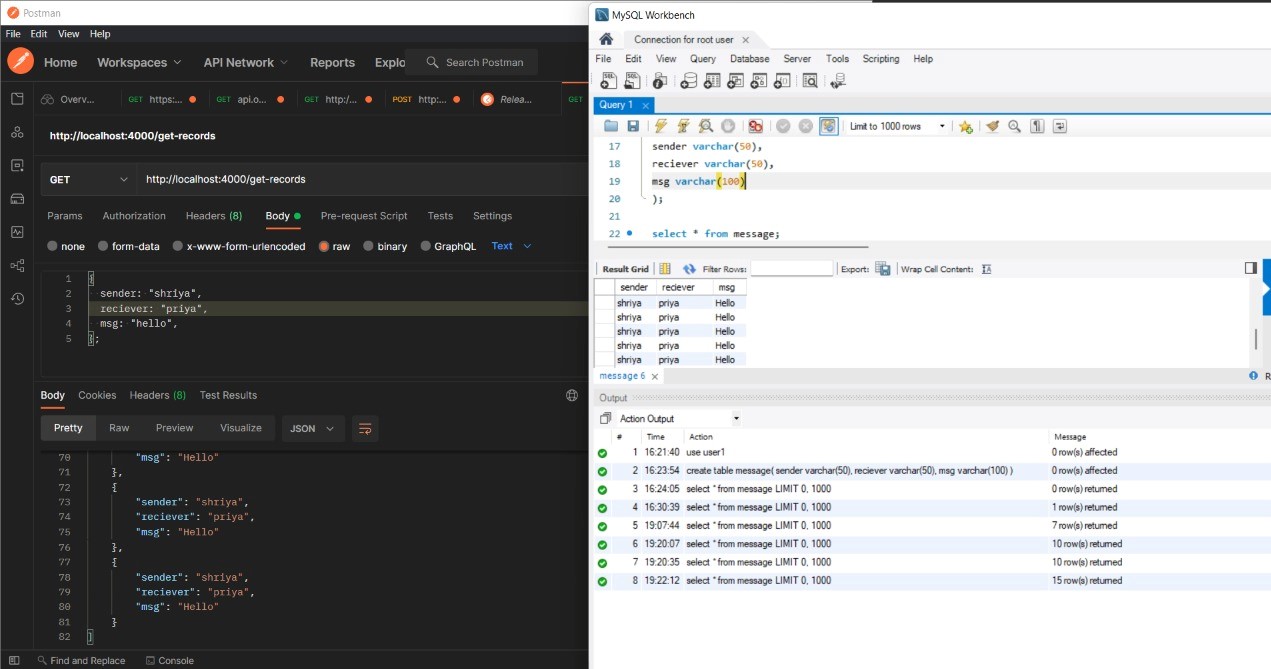 Postman
File Edit View Help
Home Workspaces API Network Reports Explo Search Postman
Overv... GET https:... GET api.o... GET http:/... POST http:... Relea... GET
http://localhost:4000/get-records
GET http://localhost:4000/get-records
Params Authorization Headers (8) Body Pre-request Script Tests Settings
none form-data x-www-form-urlencoded raw binary GraphQL Text
1 {
2 sender: "shriya",
3 reciever: "priya",
4 msg: "hello",
5 };
Body Cookies Headers (8) Test Results
Pretty Raw Preview Visualize JSON
70 "msg": "Hello"
71 },
72 {
73 "sender": "shriya",
74 "reciever": "priya",
75 "msg": "Hello"
76 },
77 {
78 "sender": "shriya",
79 "reciever": "priya",
80 "msg": "Hello"
81 }
82 ]
Find and Replace Console
MySQL Workbench
Connection for root user
File Edit View Query Database Server Tools Scripting Help
Query 1
Limit to 1000 rows
17 sender varchar(50),
18 reciever varchar(50),
19 msg varchar(100)
20 );
21
22 select * from message;
Result Grid Filter Rows: Export: Wrap Cell Content:
sender reciever msg
shriya priya Hello
shriya priya Hello
shriya priya Hello
shriya priya Hello
shriya priya Hello
message 6 R
Output
Action Output
# Time Action Message
1 16:21:40 use user1 0 row(s) affected
2 16:23:54 create table message( sender varchar(50), reciever varchar(50), msg varchar(100) ) 0 row(s) affected
3 16:24:05 select * from message LIMIT 0, 1000 0 row(s) returned
4 16:30:39 select * from message LIMIT 0, 1000 1 row(s) returned
5 19:07:44 select * from message LIMIT 0, 1000 7 row(s) returned
6 19:20:07 select * from message LIMIT 0, 1000 10 row(s) returned
7 19:20:35 select * from message LIMIT 0, 1000 10 row(s) returned
8 19:22:12 select * from message LIMIT 0, 1000 15 row(s) returned